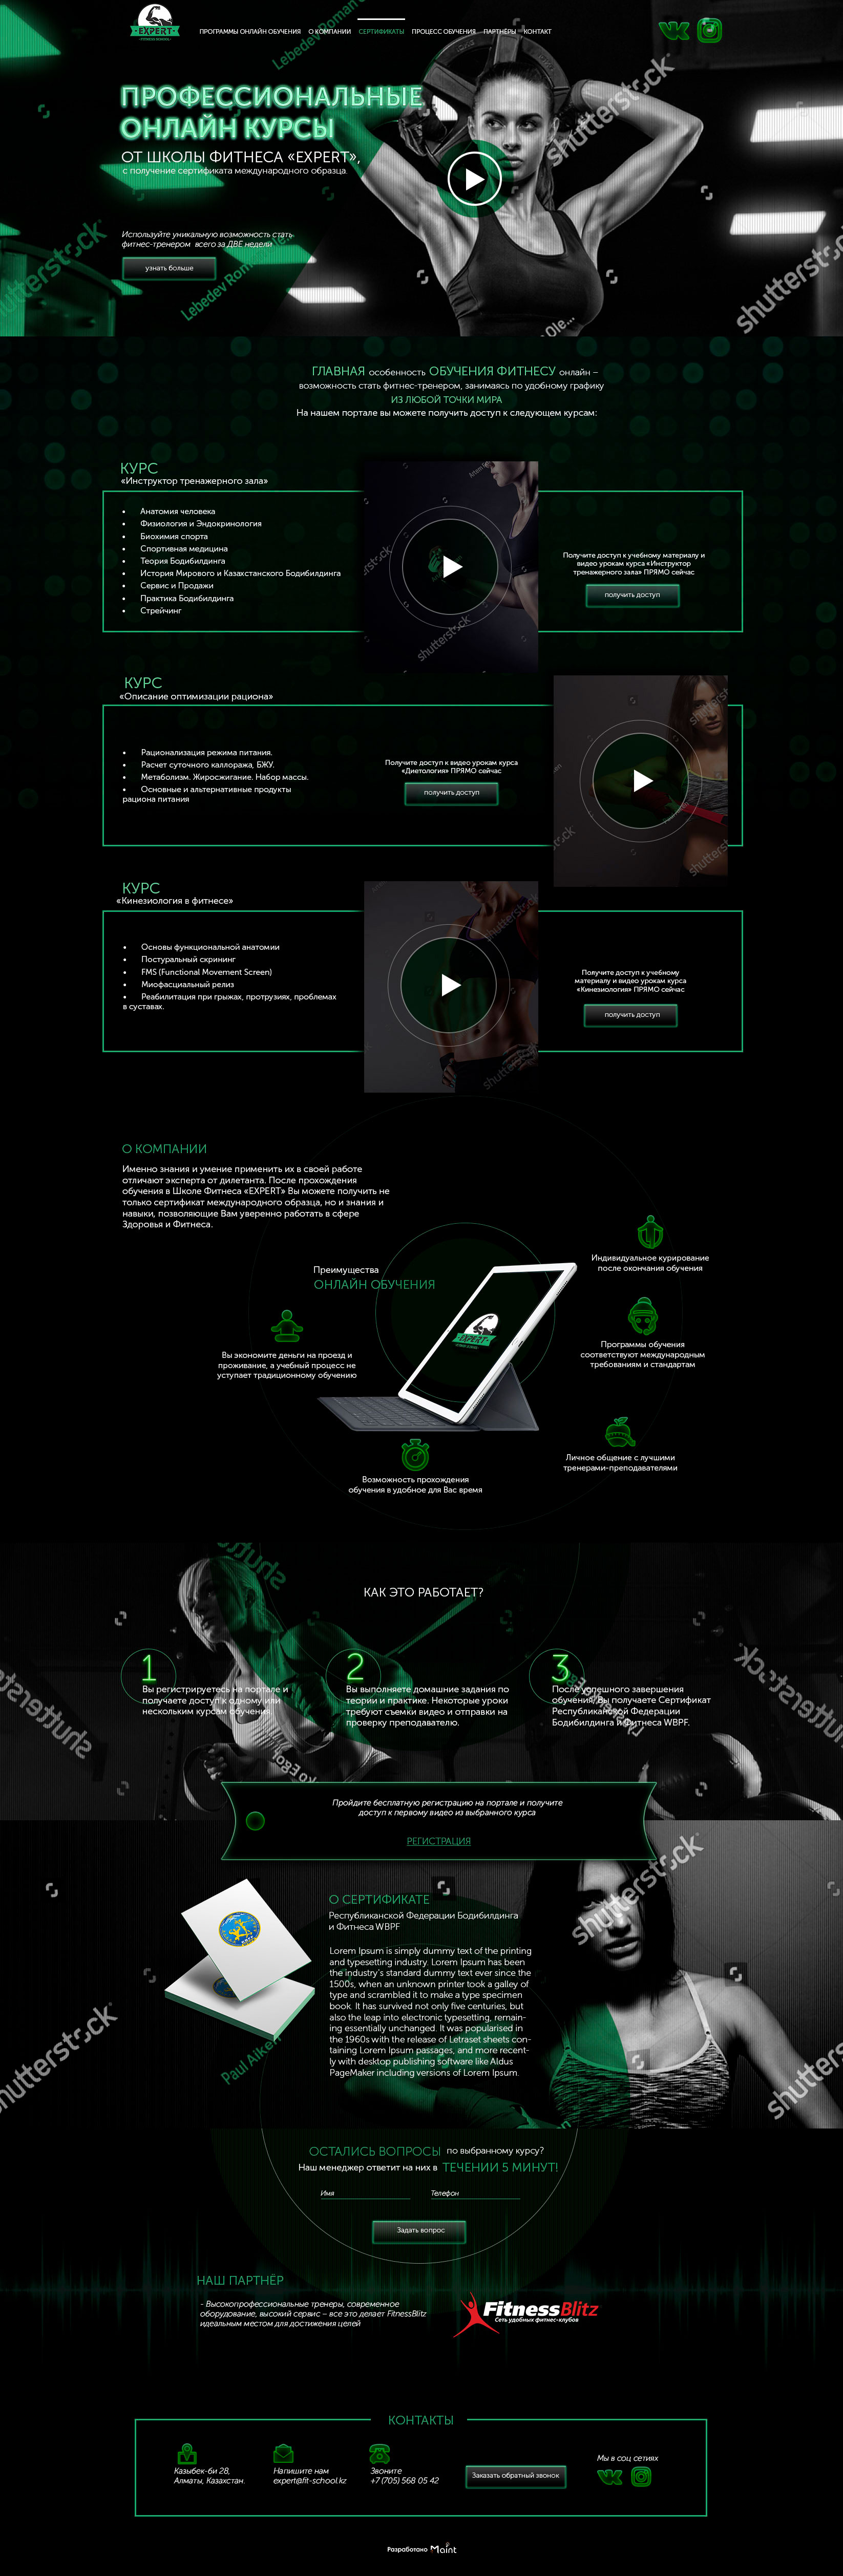 EXPERT
ФИТНЕС ШКОЛА
ПРОГРАММЫ ОНЛАЙН ОБУЧЕНИЯ О КОМПАНИИ СЕРТИФИКАТЫ ПРОЦЕСС ОБУЧЕНИЯ ПАРТНЁРЫ КОНТАКТ
ПРОФЕССИОНАЛЬНЫЕ
ОНЛАЙН КУРСЫ
ОТ ШКОЛЫ ФИТНЕСА «EXPERT»,
с получение сертификата международного образца.
Используйте уникальную возможность стать
фитнес-тренером всего за ДВЕ недели
узнать больше
shutterstock
shutterstock
shutterstock
ГЛАВНАЯ особенность ОБУЧЕНИЯ ФИТНЕСУ онлайн –
возможность стать фитнес-тренером, занимаясь по удобному графику
ИЗ ЛЮБОЙ ТОЧКИ МИРА
На нашем портале вы можете получить доступ к следующем курсам:
КУРС
«Инструктор тренажерного зала»
• Анатомия человека
• Физиология и Эндокринология
• Биохимия спорта
• Спортивная медицина
• Теория Бодибилдинга
• История Мирового и Казахстанского Бодибилдинга
• Сервис и Продажи
• Практика Бодибилдинга
• Стрейчинг
shutterstock
Получите доступ к учебному материалу и
видео урокам курса «Инструктор
тренажерного зала» ПРЯМО сейчас
получить доступ
КУРС
«Описание оптимизации рациона»
• Рационализация режима питания.
• Расчет суточного каллоража, БЖУ.
• Метаболизм. Жиросжигание. Набор массы.
• Основные и альтернативные продукты
рациона питания
Получите доступ к видео урокам курса
«Диетология» ПРЯМО сейчас
получить доступ
КУРС
«Кинезиология в фитнесе»
• Основы функциональной анатомии
• Постуральный скрининг
• FMS (Functional Movement Screen)
• Миофасциальный релиз
• Реабилитация при грыжах, протрузиях, проблемах
в суставах.
Получите доступ к учебному
материалу и видео урокам курса
«Кинезиология» ПРЯМО сейчас
получить доступ
О КОМПАНИИ
Именно знания и умение применить их в своей работе
отличают эксперта от дилетанта. После прохождения
обучения в Школе Фитнеса «EXPERT» Вы можете получить не
только сертификат международного образца, но и знания и
навыки, позволяющие Вам уверенно работать в сфере
Здоровья и Фитнеса.
Преимущества
ОНЛАЙН ОБУЧЕНИЯ
EXPERT
Индивидуальное курирование
после окончания обучения
Программы обучения
соответствуют международным
требованиям и стандартам
Вы экономите деньги на проезд и
проживание, а учебный процесс не
уступает традиционному обучению
Личное общение с лучшими
тренерами-преподавателями
Возможность прохождения
обучения в удобное для Вас время
КАК ЭТО РАБОТАЕТ?
1
Вы регистрируетесь на портале и
получаете доступ к одному или
нескольким курсам обучения.
2
Вы выполняете домашние задания по
теории и практике. Некоторые уроки
требуют съемки видео и отправки на
проверку преподавателю.
3
После успешного завершения
обучения, Вы получаете Сертификат
Республиканской Федерации
Бодибилдинга и Фитнеса WBPF.
Пройдите бесплатную регистрацию на портале и получите
доступ к первому видео из выбранного курса
РЕГИСТРАЦИЯ
О СЕРТИФИКАТЕ
Республиканской Федерации Бодибилдинга
и Фитнеса WBPF
Lorem Ipsum is simply dummy text of the printing
and typesetting industry. Lorem Ipsum has been
the industry's standard dummy text ever since the
1500s, when an unknown printer took a galley of
type and scrambled it to make a type specimen
book. It has survived not only five centuries, but
also the leap into electronic typesetting, remain-
ing essentially unchanged. It was popularised in
the 1960s with the release of Letraset sheets con-
taining Lorem Ipsum passages, and more recent-
ly with desktop publishing software like Aldus
PageMaker including versions of Lorem Ipsum.
shutterstock
shutterstock
Paul Aiken
ОСТАЛИСЬ ВОПРОСЫ по выбранному курсу?
Наш менеджер ответит на них в ТЕЧЕНИИ 5 МИНУТ!
Имя
Телефон
Задать вопрос
НАШ ПАРТНЁР
- Высокопрофессиональные тренеры, современное
оборудование, высокий сервис – все это делает FitnessBlitz
идеальным местом для достижения целей
FitnessBlitz
Сеть удобных фитнес-клубов
КОНТАКТЫ
Казыбек-би 28,
Алматы, Казахстан.
Напишите нам
expert@fit-school.kz
Звоните
+7 (705) 568 05 42
Заказать обратный звонок
Мы в соц сетиях
Разработано Maint